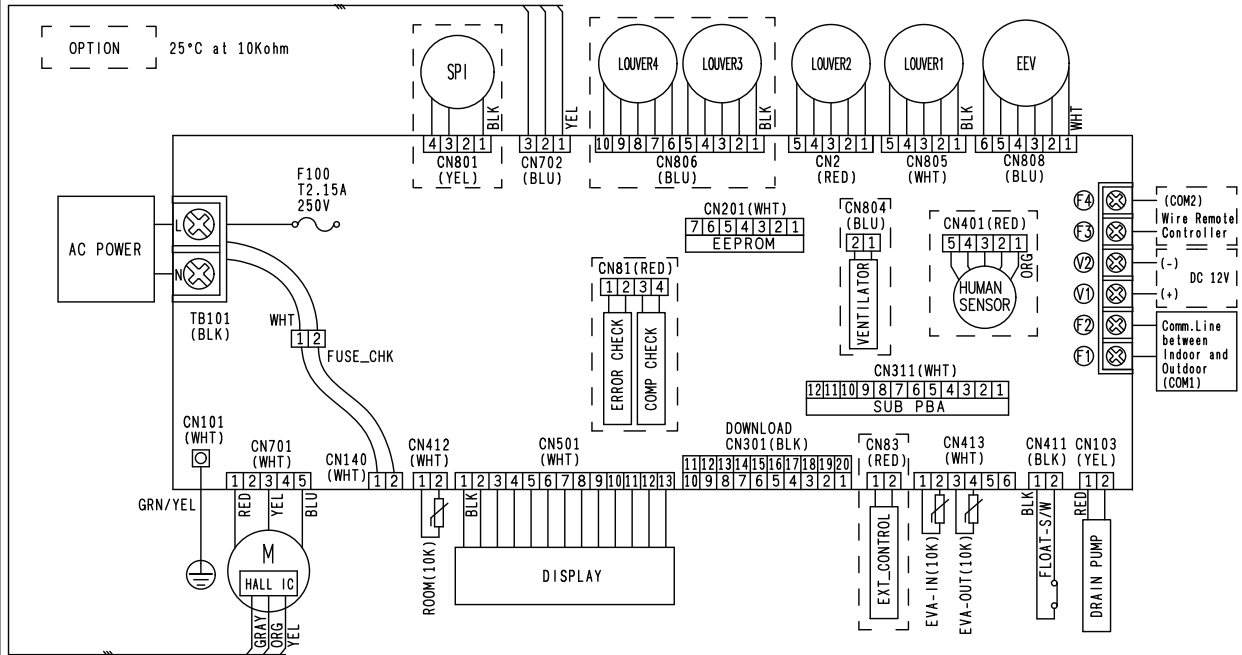 OPTION
25°C at 10Kohm
SPI
LOUVER4
LOUVER3
LOUVER2
LOUVER1
EEV
BLK
YEL
BLK
BLK
WHT
4 3 2 1
3 2 1
10 9 8 7 6 5 4 3 2 1
5 4 3 2 1
5 4 3 2 1
6 5 4 3 2 1
CN801
(YEL)
CN702
(BLU)
CN806
(BLU)
CN2
(RED)
CN805
(WHT)
CN808
(BLU)
F100
T2.15A
250V
AC POWER
L
N
TB101
(BLK)
CN201(WHT)
7 6 5 4 3 2 1
EEPROM
CN804
(BLU)
2 1
VENTILATOR
CN401(RED)
5 4 3 2 1
ORG
HUMAN
SENSOR
F4
F3
V2
V1
F2
F1
(COM2)
Wire Remote
Controller
(-)
DC 12V
(+)
Comm.Line
between
Indoor and
Outdoor
(COM1)
CN81(RED)
1 2 3 4
ERROR CHECK
COMP CHECK
WHT
1 2
FUSE_CHK
CN311(WHT)
12 11 10 9 8 7 6 5 4 3 2 1
SUB PBA
CN101
(WHT)
GRN/YEL
CN701
(WHT)
1 2 3 4 5
RED
YEL
BLU
M
HALL IC
GRAY
ORG
YEL
CN140
(WHT)
1 2
CN412
(WHT)
1 2
ROOM(10K)
CN501
(WHT)
1 2 3 4 5 6 7 8 9 10 11 12 13
BLK
DISPLAY
DOWNLOAD
CN301(BLK)
11 12 13 14 15 16 17 18 19 20
10 9 8 7 6 5 4 3 2 1
CN83
(RED)
1 2
EXT_CONTROL
CN413
(WHT)
1 2 3 4 5 6
EVA-IN(10K)
EVA-OUT(10K)
CN411
(BLK)
1 2
BLK
FLOAT-S/W
CN103
(YEL)
1 2
RED
DRAIN PUMP